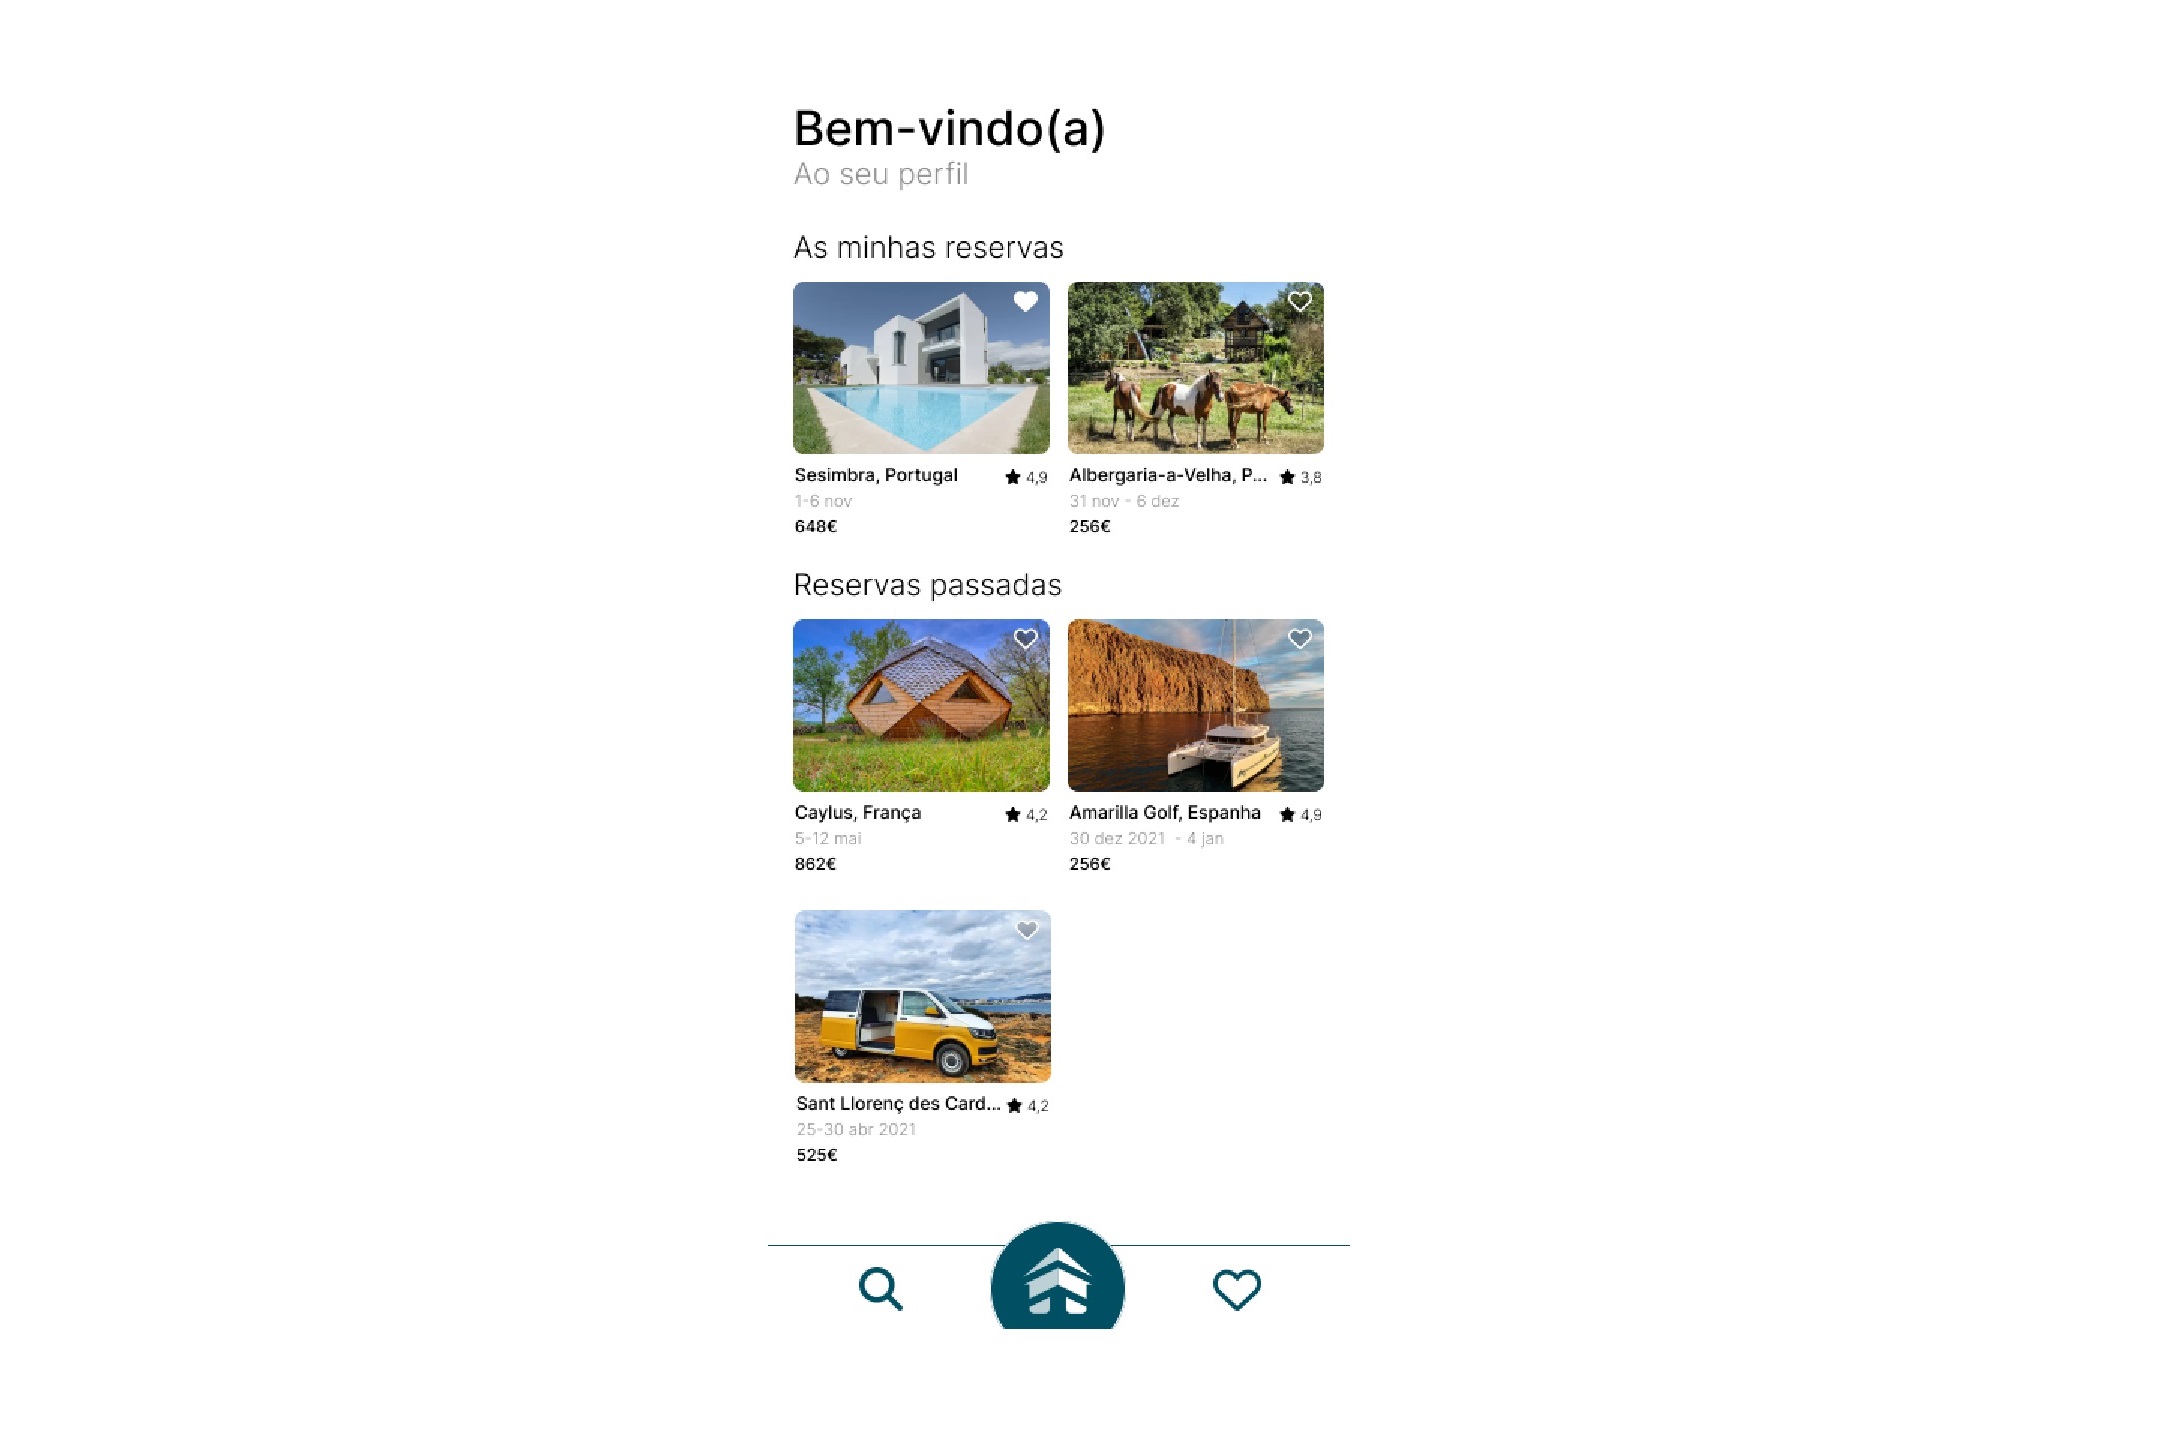 Bem-vindo(a)
Ao seu perfil
As minhas reservas
Sesimbra, Portugal ★ 4,9
1-6 nov
648€
Albergaria-a-Velha, P... ★ 3,8
31 nov - 6 dez
256€
Reservas passadas
Caylus, França ★ 4,2
5-12 mai
862€
Amarilla Golf, Espanha ★ 4,9
30 dez 2021 - 4 jan
256€
Sant Llorenç des Card... ★ 4,2
25-30 abr 2021
525€